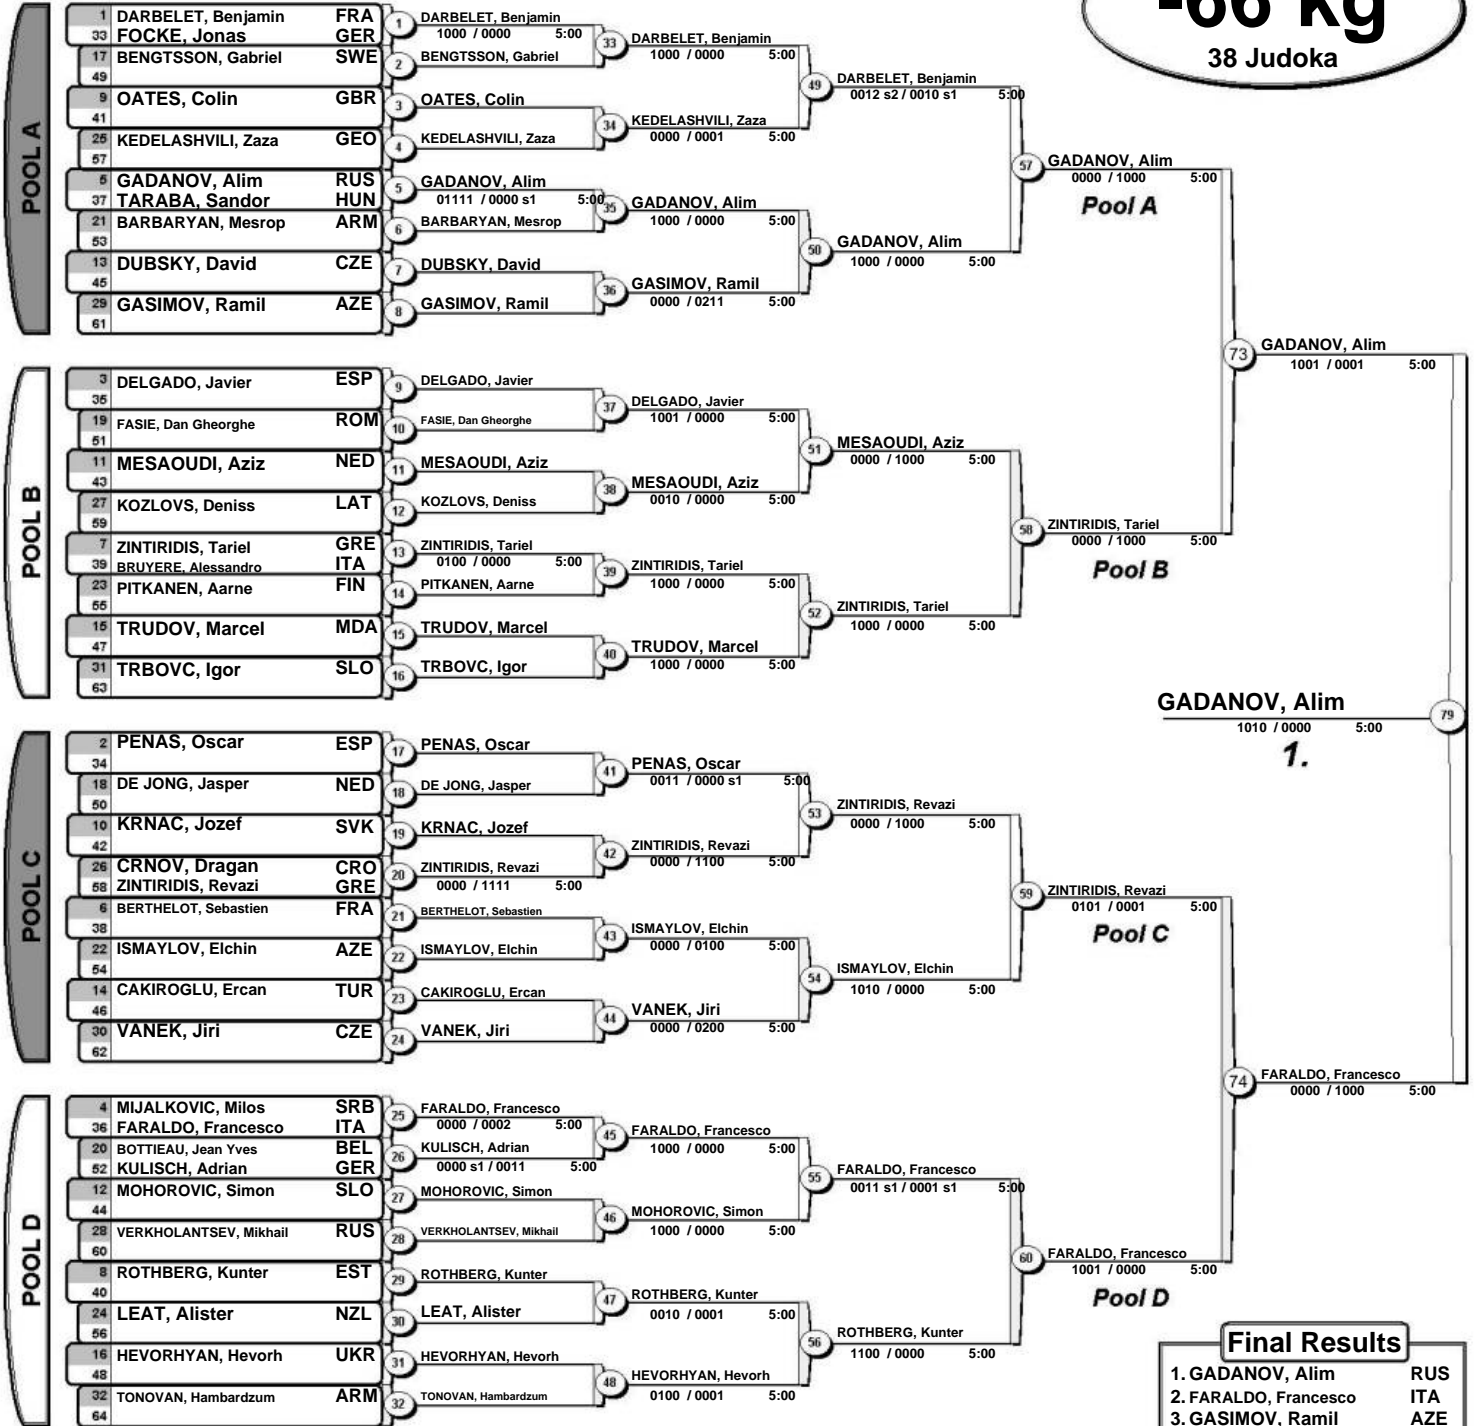 -66 kg
38 Judoka
POOL A
1 DARBELET, Benjamin FRA
33 FOCKE, Jonas GER
17 BENGTSSON, Gabriel SWE
49
9 OATES, Colin GBR
41
25 KEDELASHVILI, Zaza GEO
57
5 GADANOV, Alim RUS
37 TARABA, Sandor HUN
21 BARBARYAN, Mesrop ARM
53
13 DUBSKY, David CZE
45
29 GASIMOV, Ramil AZE
61
1 DARBELET, Benjamin
1000 / 0000 5:00
2 BENGTSSON, Gabriel
3 OATES, Colin
4 KEDELASHVILI, Zaza
5 GADANOV, Alim
01111 / 0000 s1 5:00
6 BARBARYAN, Mesrop
7 DUBSKY, David
8 GASIMOV, Ramil
33 DARBELET, Benjamin
1000 / 0000 5:00
34 KEDELASHVILI, Zaza
0000 / 0001 5:00
35 GADANOV, Alim
1000 / 0000 5:00
36 GASIMOV, Ramil
0000 / 0211 5:00
49 DARBELET, Benjamin
0012 s2 / 0010 s1 5:00
50 GADANOV, Alim
1000 / 0000 5:00
57 GADANOV, Alim
0000 / 1000 5:00
Pool A
POOL B
3 DELGADO, Javier ESP
35
19 FASIE, Dan Gheorghe ROM
51
11 MESAOUDI, Aziz NED
43
27 KOZLOVS, Deniss LAT
59
7 ZINTIRIDIS, Tariel GRE
39 BRUYERE, Alessandro ITA
23 PITKANEN, Aarne FIN
55
15 TRUDOV, Marcel MDA
47
31 TRBOVC, Igor SLO
63
9 DELGADO, Javier
10 FASIE, Dan Gheorghe
11 MESAOUDI, Aziz
12 KOZLOVS, Deniss
13 ZINTIRIDIS, Tariel
0100 / 0000 5:00
14 PITKANEN, Aarne
15 TRUDOV, Marcel
16 TRBOVC, Igor
37 DELGADO, Javier
1001 / 0000 5:00
38 MESAOUDI, Aziz
0010 / 0000 5:00
39 ZINTIRIDIS, Tariel
1000 / 0000 5:00
40 TRUDOV, Marcel
1000 / 0000 5:00
51 MESAOUDI, Aziz
0000 / 1000 5:00
52 ZINTIRIDIS, Tariel
1000 / 0000 5:00
58 ZINTIRIDIS, Tariel
0000 / 1000 5:00
Pool B
73 GADANOV, Alim
1001 / 0001 5:00
GADANOV, Alim 79
1010 / 0000 5:00
1.
POOL C
2 PENAS, Oscar ESP
34
18 DE JONG, Jasper NED
50
10 KRNAC, Jozef SVK
42
26 CRNOV, Dragan CRO
58 ZINTIRIDIS, Revazi GRE
6 BERTHELOT, Sebastien FRA
38
22 ISMAYLOV, Elchin AZE
54
14 CAKIROGLU, Ercan TUR
46
30 VANEK, Jiri CZE
62
17 PENAS, Oscar
18 DE JONG, Jasper
19 KRNAC, Jozef
20 ZINTIRIDIS, Revazi
0000 / 1111 5:00
21 BERTHELOT, Sebastien
22 ISMAYLOV, Elchin
23 CAKIROGLU, Ercan
24 VANEK, Jiri
41 PENAS, Oscar
0011 / 0000 s1 5:00
42 ZINTIRIDIS, Revazi
0000 / 1100 5:00
43 ISMAYLOV, Elchin
0000 / 0100 5:00
44 VANEK, Jiri
0000 / 0200 5:00
53 ZINTIRIDIS, Revazi
0000 / 1000 5:00
54 ISMAYLOV, Elchin
1010 / 0000 5:00
59 ZINTIRIDIS, Revazi
0101 / 0001 5:00
Pool C
POOL D
4 MIJALKOVIC, Milos SRB
36 FARALDO, Francesco ITA
20 BOTTIEAU, Jean Yves BEL
52 KULISCH, Adrian GER
12 MOHOROVIC, Simon SLO
44
28 VERKHOLANTSEV, Mikhail RUS
60
8 ROTHBERG, Kunter EST
40
24 LEAT, Alister NZL
56
16 HEVORHYAN, Hevorh UKR
48
32 TONOVAN, Hambardzum ARM
64
25 FARALDO, Francesco
0000 / 0002 5:00
26 KULISCH, Adrian
0000 s1 / 0011 5:00
27 MOHOROVIC, Simon
28 VERKHOLANTSEV, Mikhail
29 ROTHBERG, Kunter
30 LEAT, Alister
31 HEVORHYAN, Hevorh
32 TONOVAN, Hambardzum
45 FARALDO, Francesco
1000 / 0000 5:00
46 MOHOROVIC, Simon
1000 / 0000 5:00
47 ROTHBERG, Kunter
0010 / 0001 5:00
48 HEVORHYAN, Hevorh
0100 / 0001 5:00
55 FARALDO, Francesco
0011 s1 / 0001 s1 5:00
56 ROTHBERG, Kunter
1100 / 0000 5:00
60 FARALDO, Francesco
1001 / 0000 5:00
Pool D
74 FARALDO, Francesco
0000 / 1000 5:00
Final Results
1. GADANOV, Alim RUS
2. FARALDO, Francesco ITA
3. GASIMOV, Ramil AZE